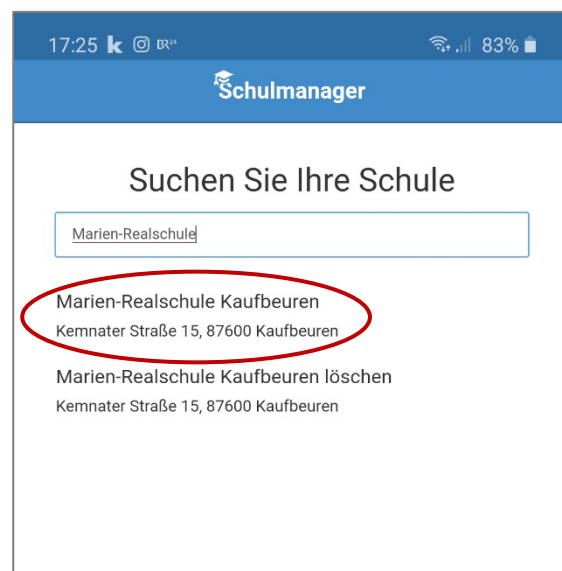 17:25 k BR24 83%
Schulmanager
Suchen Sie Ihre Schule
Marien-Realschule
Marien-Realschule Kaufbeuren
Kemnater Straße 15, 87600 Kaufbeuren
Marien-Realschule Kaufbeuren löschen
Kemnater Straße 15, 87600 Kaufbeuren